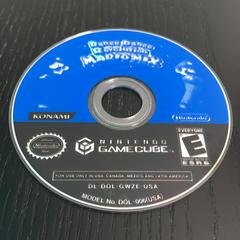 Dance Dance
Revolution
MARIO MIX
KONAMI
Nintendo
NINTENDO
GAMECUBE
EVERYONE
E
ESRB
FOR USE ONLY IN USA, CANADA, MEXICO AND LATIN AMERICA
DL-DOL-GWZE-USA
MODEL No. DOL-006(USA)